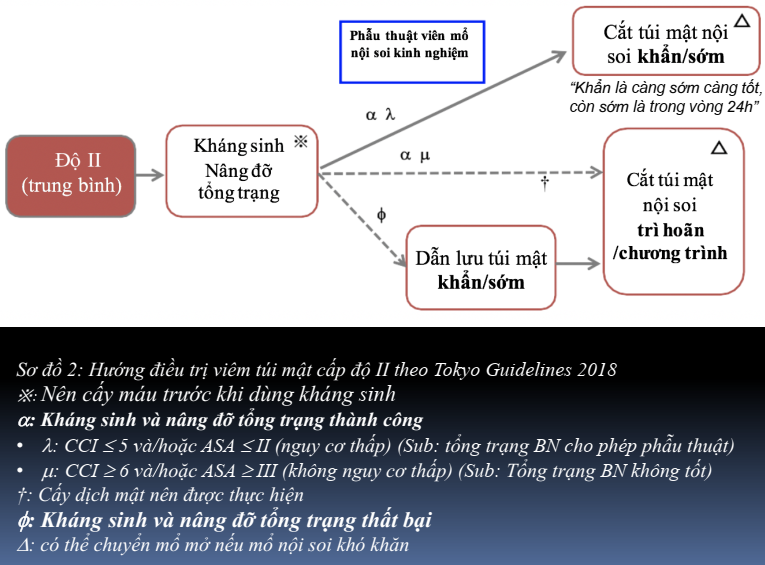 Phẫu thuật viên mổ
nội soi kinh nghiệm
Cắt túi mật nội △
soi khẩn/sớm
“Khẩn là càng sớm càng tốt,
còn sớm là trong vòng 24h”
α λ
Độ II
(trung bình)
Kháng sinh ※
Nâng đỡ
tổng trạng
α μ
†
ϕ
△
Cắt túi mật
nội soi
trì hoãn
/chương trình
Dẫn lưu túi mật
khẩn/sớm
Sơ đồ 2: Hướng điều trị viêm túi mật cấp độ II theo Tokyo Guidelines 2018
※: Nên cấy máu trước khi dùng kháng sinh
α: Kháng sinh và nâng đỡ tổng trạng thành công
• λ: CCI ≤ 5 và/hoặc ASA ≤ II (nguy cơ thấp) (Sub: tổng trạng BN cho phép phẫu thuật)
• μ: CCI ≥ 6 và/hoặc ASA ≥ III (không nguy cơ thấp) (Sub: Tổng trạng BN không tốt)
†: Cấy dịch mật nên được thực hiện
ϕ: Kháng sinh và nâng đỡ tổng trạng thất bại
Δ: có thể chuyển mổ mở nếu mổ nội soi khó khăn